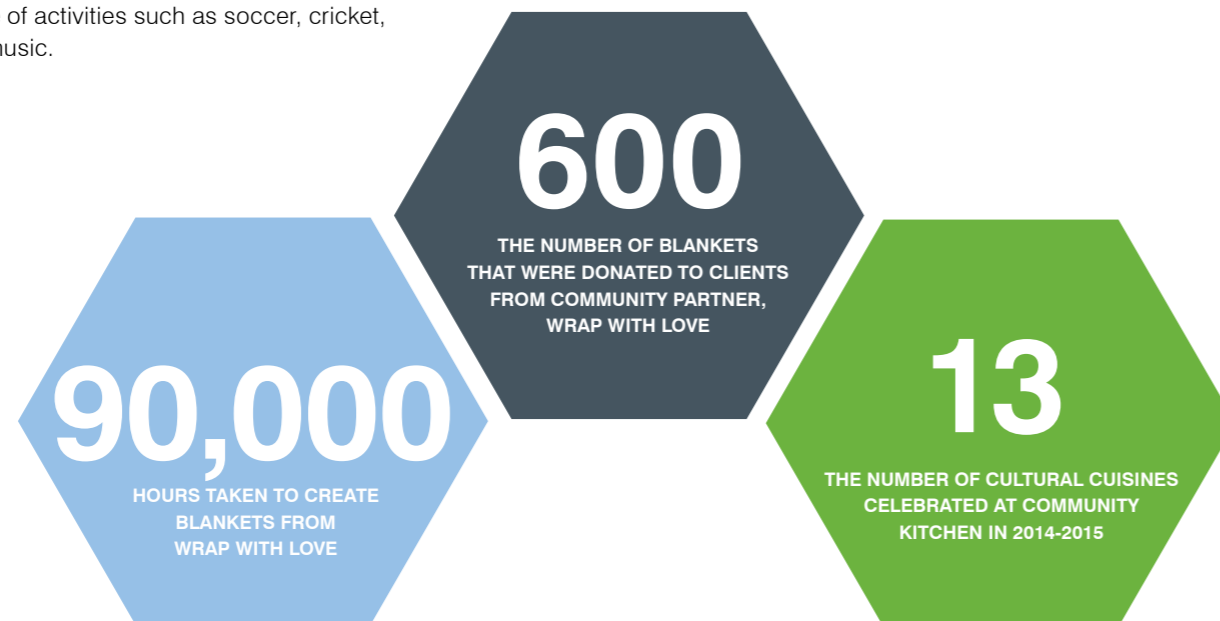 of activities such as soccer, cricket,
music.
600
THE NUMBER OF BLANKETS
THAT WERE DONATED TO CLIENTS
FROM COMMUNITY PARTNER,
WRAP WITH LOVE
90,000
HOURS TAKEN TO CREATE
BLANKETS FROM
WRAP WITH LOVE
13
THE NUMBER OF CULTURAL CUISINES
CELEBRATED AT COMMUNITY
KITCHEN IN 2014-2015